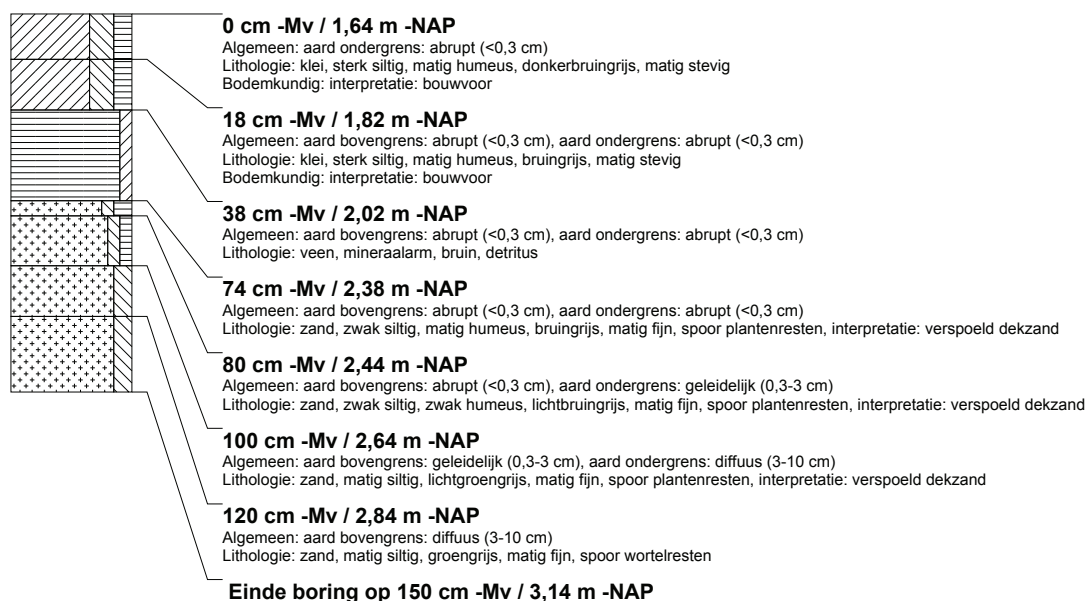 0 cm -Mv / 1,64 m -NAP
Algemeen: aard ondergrens: abrupt (<0,3 cm)
Lithologie: klei, sterk siltig, matig humeus, donkerbruingrijs, matig stevig
Bodemkundig: interpretatie: bouwvoor
18 cm -Mv / 1,82 m -NAP
Algemeen: aard bovengrens: abrupt (<0,3 cm), aard ondergrens: abrupt (<0,3 cm)
Lithologie: klei, sterk siltig, matig humeus, bruingrijs, matig stevig
Bodemkundig: interpretatie: bouwvoor
38 cm -Mv / 2,02 m -NAP
Algemeen: aard bovengrens: abrupt (<0,3 cm), aard ondergrens: abrupt (<0,3 cm)
Lithologie: veen, mineraalarm, bruin, detritus
74 cm -Mv / 2,38 m -NAP
Algemeen: aard bovengrens: abrupt (<0,3 cm), aard ondergrens: abrupt (<0,3 cm)
Lithologie: zand, zwak siltig, matig humeus, bruingrijs, matig fijn, spoor plantenresten, interpretatie: verspoeld dekzand
80 cm -Mv / 2,44 m -NAP
Algemeen: aard bovengrens: abrupt (<0,3 cm), aard ondergrens: geleidelijk (0,3-3 cm)
Lithologie: zand, zwak siltig, zwak humeus, lichtbruingrijs, matig fijn, spoor plantenresten, interpretatie: verspoeld dekzand
100 cm -Mv / 2,64 m -NAP
Algemeen: aard bovengrens: geleidelijk (0,3-3 cm), aard ondergrens: diffuus (3-10 cm)
Lithologie: zand, matig siltig, lichtgroengrijs, matig fijn, spoor plantenresten, interpretatie: verspoeld dekzand
120 cm -Mv / 2,84 m -NAP
Algemeen: aard bovengrens: diffuus (3-10 cm)
Lithologie: zand, matig siltig, groengrijs, matig fijn, spoor wortelresten
Einde boring op 150 cm -Mv / 3,14 m -NAP